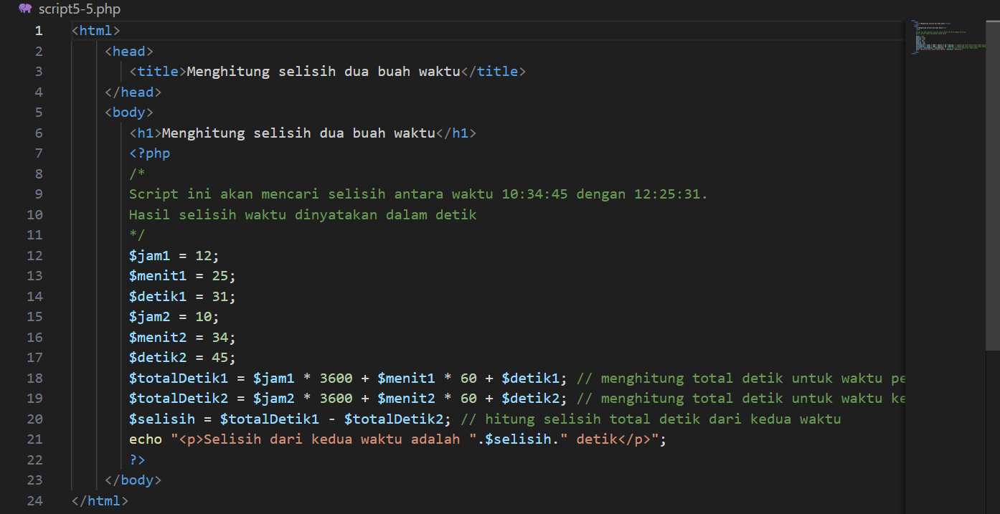 script5-5.php
1 <html>
2 <head>
3 <title>Menghitung selisih dua buah waktu</title>
4 </head>
5 <body>
6 <h1>Menghitung selisih dua buah waktu</h1>
7 <?php
8 /*
9 Script ini akan mencari selisih antara waktu 10:34:45 dengan 12:25:31.
10 Hasil selisih waktu dinyatakan dalam detik
11 */
12 $jam1 = 12;
13 $menit1 = 25;
14 $detik1 = 31;
15 $jam2 = 10;
16 $menit2 = 34;
17 $detik2 = 45;
18 $totalDetik1 = $jam1 * 3600 + $menit1 * 60 + $detik1; // menghitung total detik untuk waktu pe
19 $totalDetik2 = $jam2 * 3600 + $menit2 * 60 + $detik2; // menghitung total detik untuk waktu ke
20 $selisih = $totalDetik1 - $totalDetik2; // hitung selisih total detik dari kedua waktu
21 echo "<p>Selisih dari kedua waktu adalah ".$selisih." detik</p>";
22 ?>
23 </body>
24 </html>